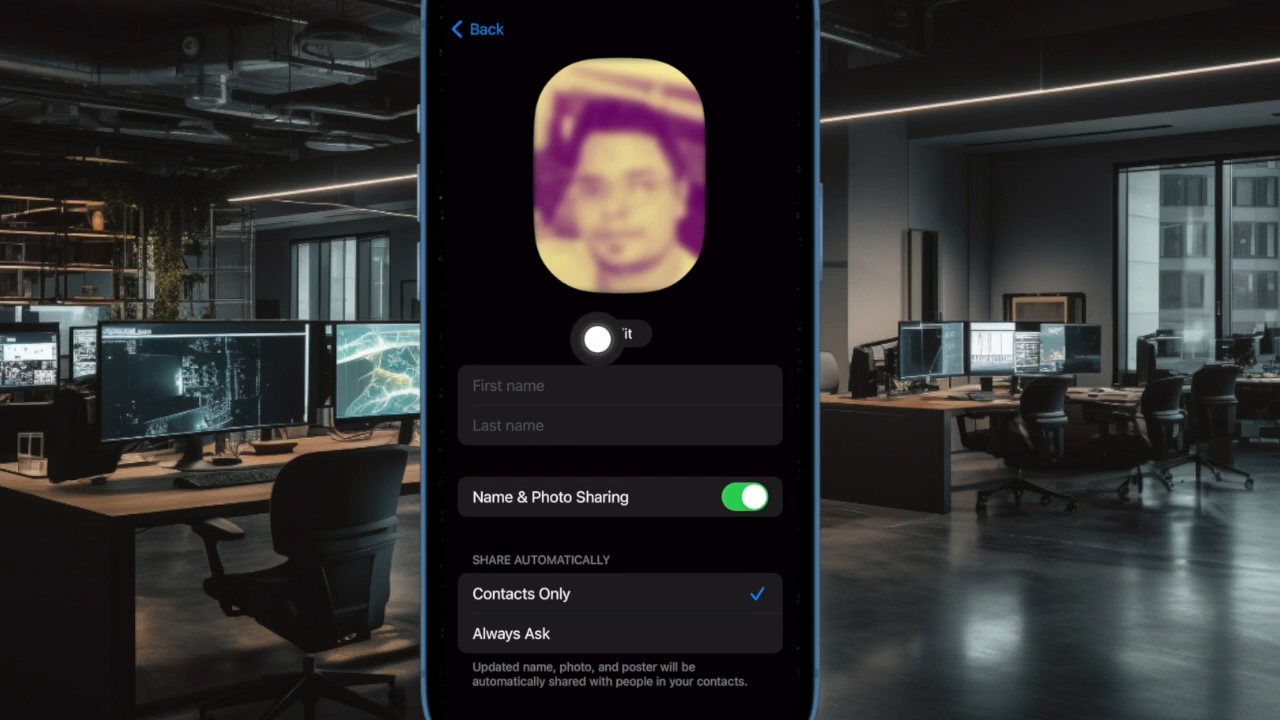 Back
First name
Last name
Name & Photo Sharing
SHARE AUTOMATICALLY
Contacts Only
Always Ask
Updated name, photo, and poster will be
automatically shared with people in your contacts.